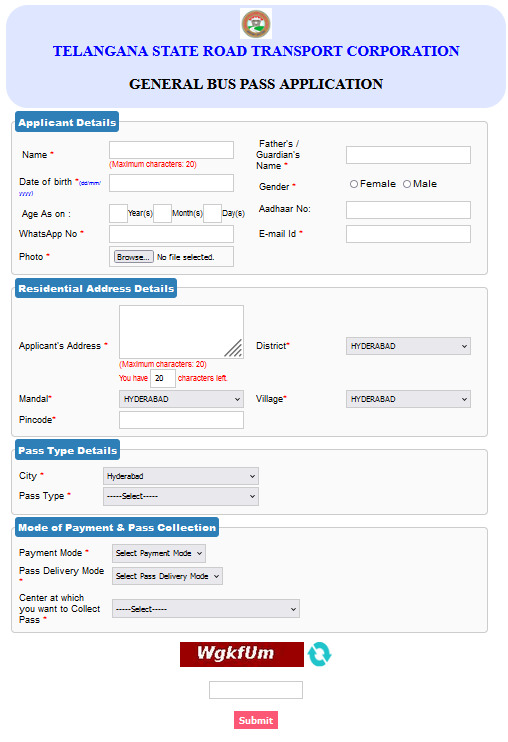 TELANGANA STATE ROAD TRANSPORT CORPORATION
GENERAL BUS PASS APPLICATION
Applicant Details
Name *
(Maximum characters: 20)
Father's /
Guardian's
Name *
Date of birth *(dd/mm/
yyyy)
Gender * Female Male
Age As on : Year(s) Month(s) Day(s)
Aadhaar No:
WhatsApp No *
E-mail Id *
Photo * Browse... No file selected.
Residential Address Details
Applicant's Address *
(Maximum characters: 20)
You have 20 characters left.
District* HYDERABAD
Mandal* HYDERABAD
Village* HYDERABAD
Pincode*
Pass Type Details
City * Hyderabad
Pass Type * -----Select-----
Mode of Payment & Pass Collection
Payment Mode * Select Payment Mode
Pass Delivery Mode
* Select Pass Delivery Mode
Center at which
you want to Collect
Pass * -----Select-----
WgkfUm
Submit